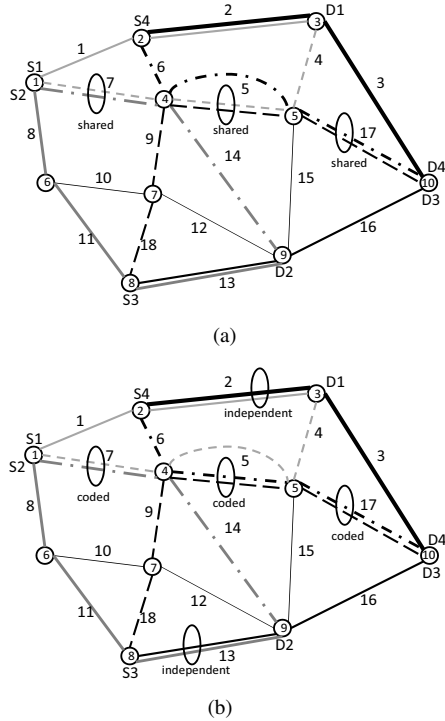 S4
2
D1
2
3
1
6
4
3
S1
1
7
5
S2
4
5
17
shared
shared
shared
8
9
14
D4
10
D3
6
10
7
15
11
18
12
16
9
D2
8
13
S3
(a)
S4
2
D1
2
3
independent
1
6
4
3
S1
1
7
5
S2
4
5
17
coded
coded
coded
8
9
14
D4
10
D3
6
10
7
15
11
18
12
16
9
D2
8
13
S3
independent
(b)